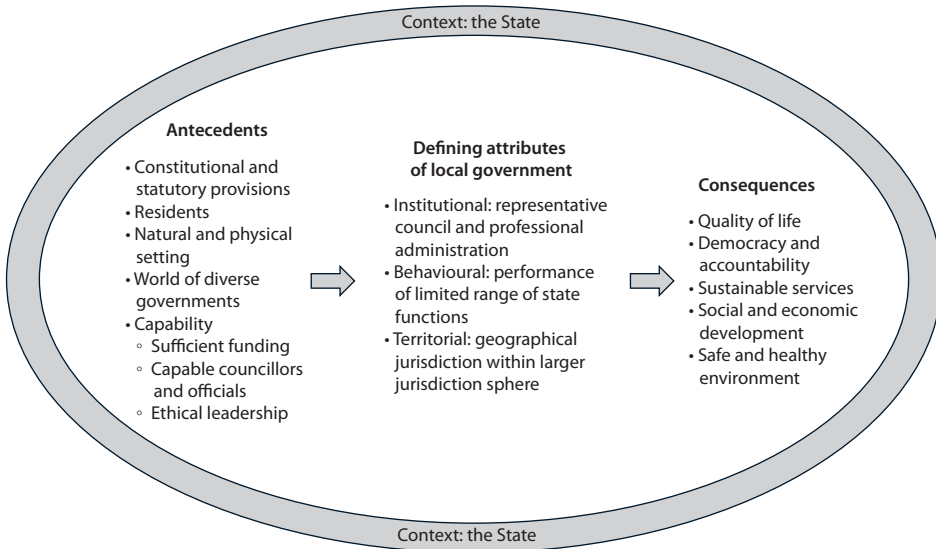 Context: the State
Antecedents
• Constitutional and
statutory provisions
• Residents
• Natural and physical
setting
• World of diverse
governments
• Capability
◦ Sufficient funding
◦ Capable councillors
and officials
◦ Ethical leadership
Defining attributes
of local government
• Institutional: representative
council and professional
administration
• Behavioural: performance
of limited range of state
functions
• Territorial: geographical
jurisdiction within larger
jurisdiction sphere
Consequences
• Quality of life
• Democracy and
accountability
• Sustainable services
• Social and economic
development
• Safe and healthy
environment
Context: the State